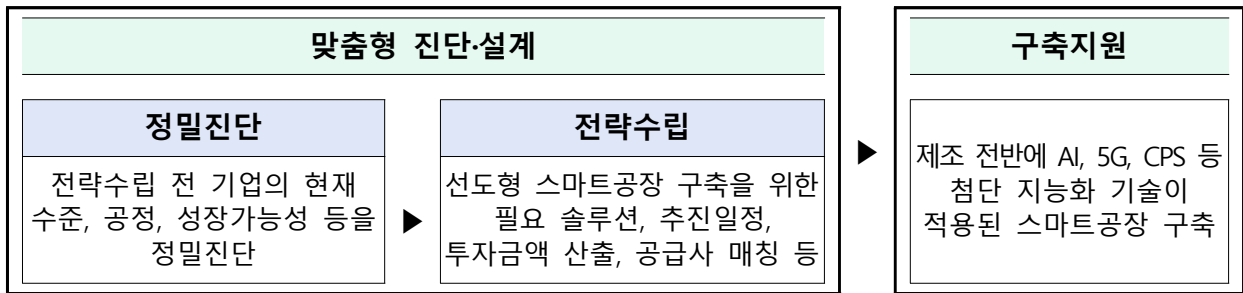 맞춤형 진단·설계
정밀진단
전략수립 전 기업의 현재
수준, 공정, 성장가능성 등을
정밀진단
▶
전략수립
선도형 스마트공장 구축을 위한
필요 솔루션, 추진일정,
투자금액 산출, 공급사 매칭 등
▶
구축지원
제조 전반에 AI, 5G, CPS 등
첨단 지능화 기술이
적용된 스마트공장 구축